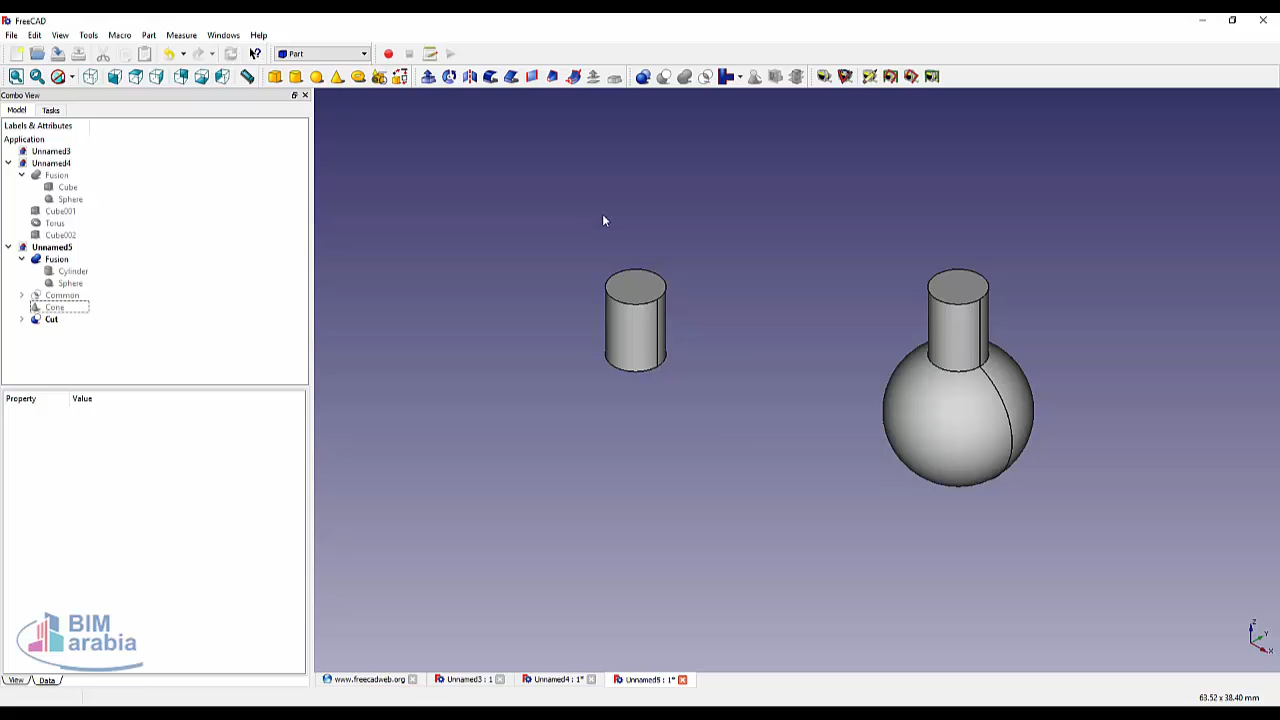 FreeCAD
File Edit View Tools Macro Part Measure Windows Help
Part
Combo View
Model Tasks
Labels & Attributes
Application
Unnamed3
Unnamed4
Fusion
Cube
Sphere
Cube001
Torus
Cube002
Unnamed5
Fusion
Cylinder
Sphere
Common
Cone
Cut
Property Value
BIM
arabia
Z
Y
X
View Data
www.freecadweb.org Unnamed3 : 1 Unnamed4 : 1* Unnamed5 : 1*
63.52 x 38.40 mm